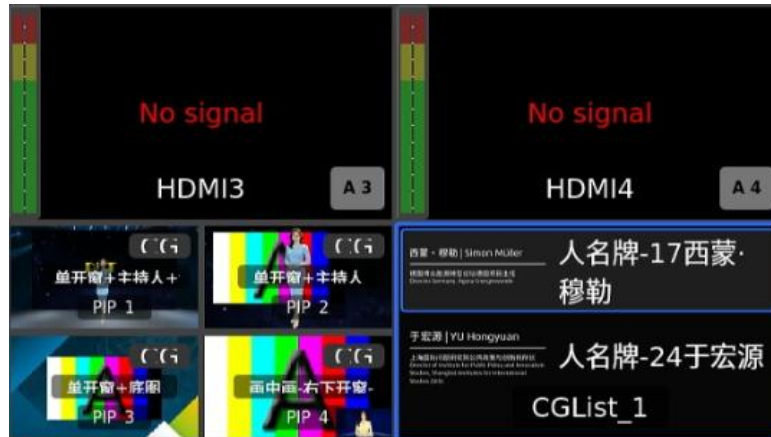 No signal
HDMI3
A 3
No signal
HDMI4
A 4
CG
单开窗+主持人+
PIP 1
CG
单开窗+主持人
PIP 2
CG
单开窗+底图
PIP 3
CG
画中画-右下开窗-
PIP 4
西蒙·穆勒 | Simon Müller
人名牌-17西蒙·
穆勒
于宏源 | YU Hongyuan
人名牌-24于宏源
CGList_1